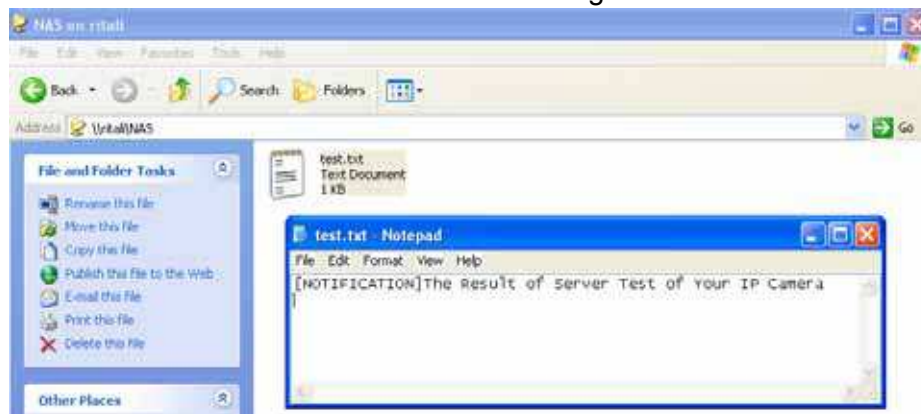 NAS on ritall
File Edit View Favorites Tools Help
Back Search Folders
Address \\ritall\NAS Go
File and Folder Tasks
Rename this file
Move this file
Copy this file
Publish this file to the Web
E-mail this file
Print this file
Delete this file
Other Places
test.txt
Text Document
1 KB
test.txt - Notepad
File Edit Format View Help
[NOTIFICATION]The Result of Server Test of Your IP Camera